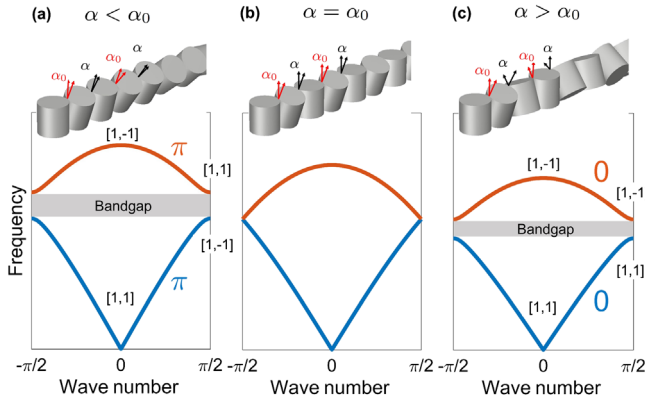 (a) α < α₀
(b) α = α₀
(c) α > α₀
α₀ α α₀ α
α₀ α α₀ α
α₀ α α₀ α
Frequency
[1,-1]
π
[1,1]
Bandgap
[1,-1]
π
[1,1]
[1,-1]
0
[1,-1]
Bandgap
[1,1]
0
[1,1]
-π/2 0 π/2
-π/2 0 π/2
-π/2 0 π/2
Wave number
Wave number
Wave number